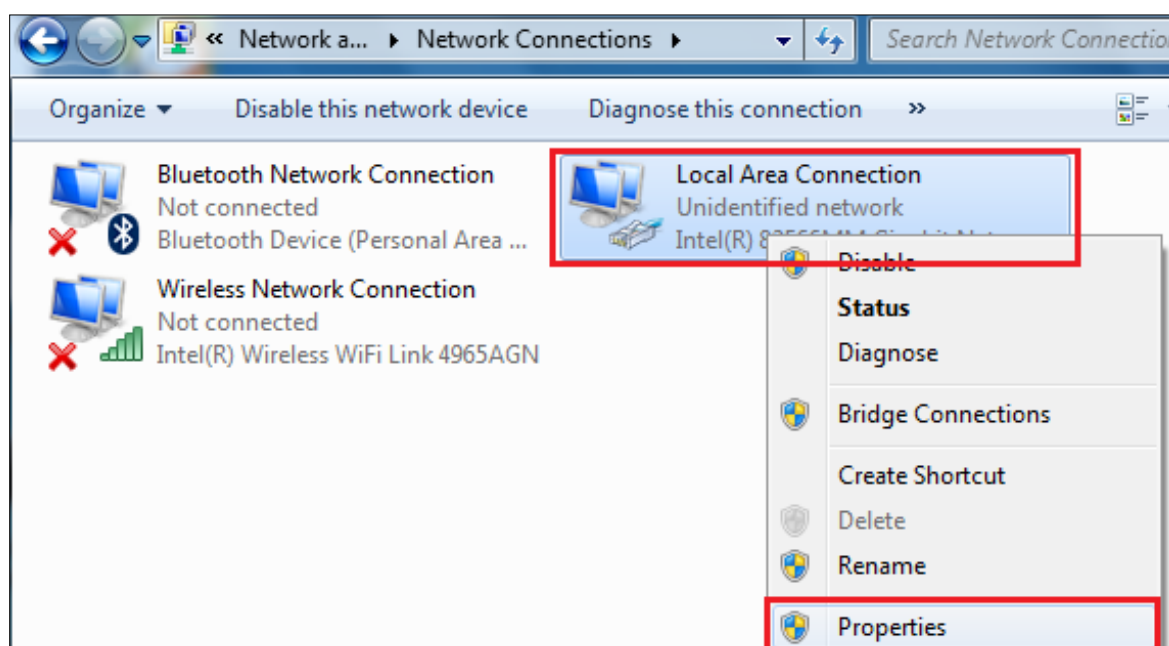 « Network a... ▸ Network Connections ▸
Search Network Connectio
Organize ▼ Disable this network device Diagnose this connection »
Bluetooth Network Connection
Not connected
Bluetooth Device (Personal Area ...
Local Area Connection
Unidentified network
Intel(R)
Wireless Network Connection
Not connected
Intel(R) Wireless WiFi Link 4965AGN
Disable
Status
Diagnose
Bridge Connections
Create Shortcut
Delete
Rename
Properties